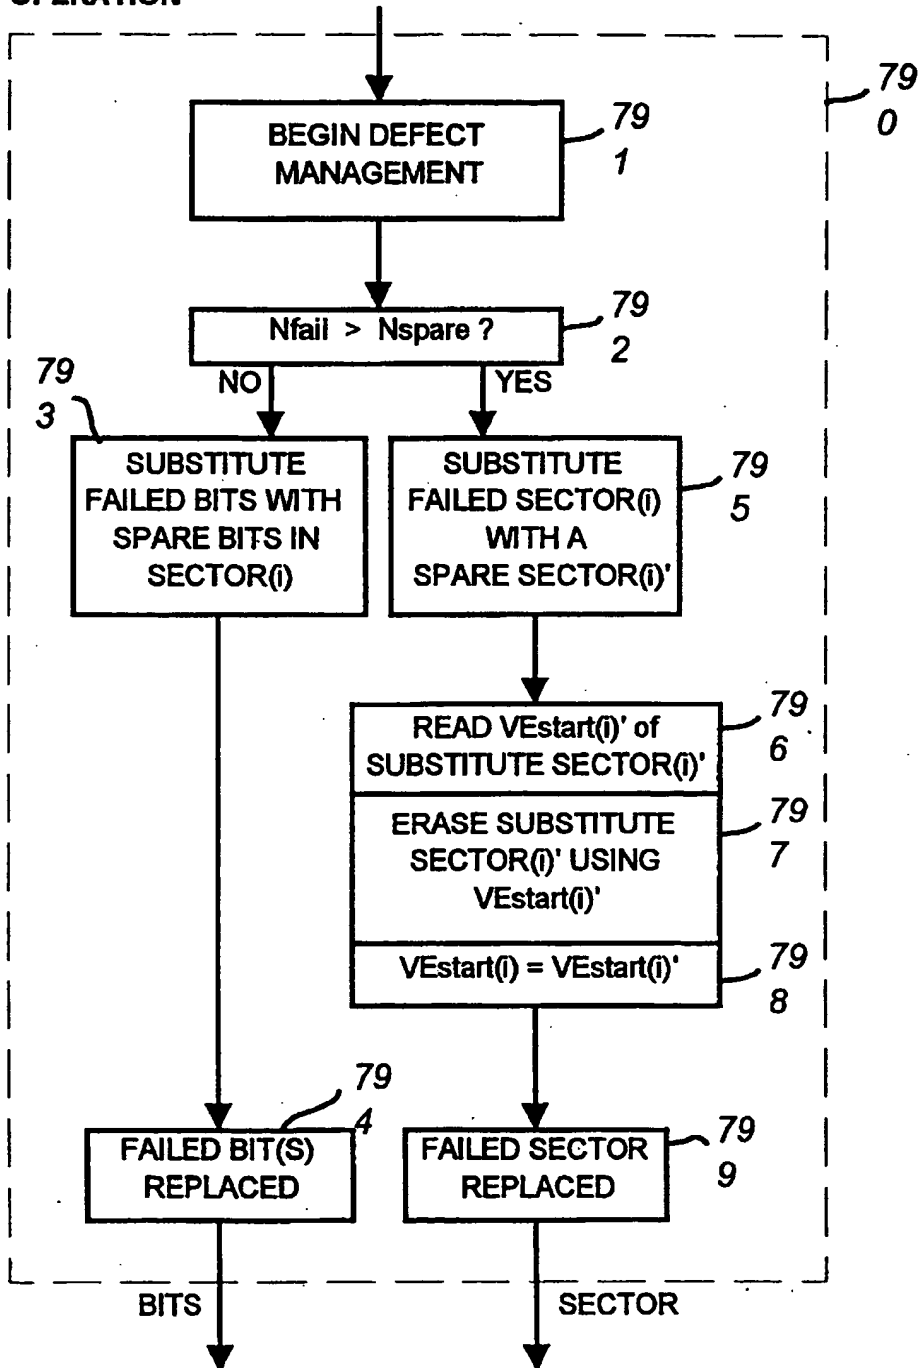 79
0
BEGIN DEFECT
MANAGEMENT
79
1
Nfail > Nspare ?
79
2
NO
YES
79
3
SUBSTITUTE
FAILED BITS WITH
SPARE BITS IN
SECTOR(i)
SUBSTITUTE
FAILED SECTOR(i)
WITH A
SPARE SECTOR(i)'
79
5
READ VEstart(i)' of
SUBSTITUTE SECTOR(i)'
79
6
ERASE SUBSTITUTE
SECTOR(i)' USING
VEstart(i)'
79
7
VEstart(i) = VEstart(i)'
79
8
79
4
FAILED BIT(S)
REPLACED
FAILED SECTOR
REPLACED
79
9
BITS
SECTOR